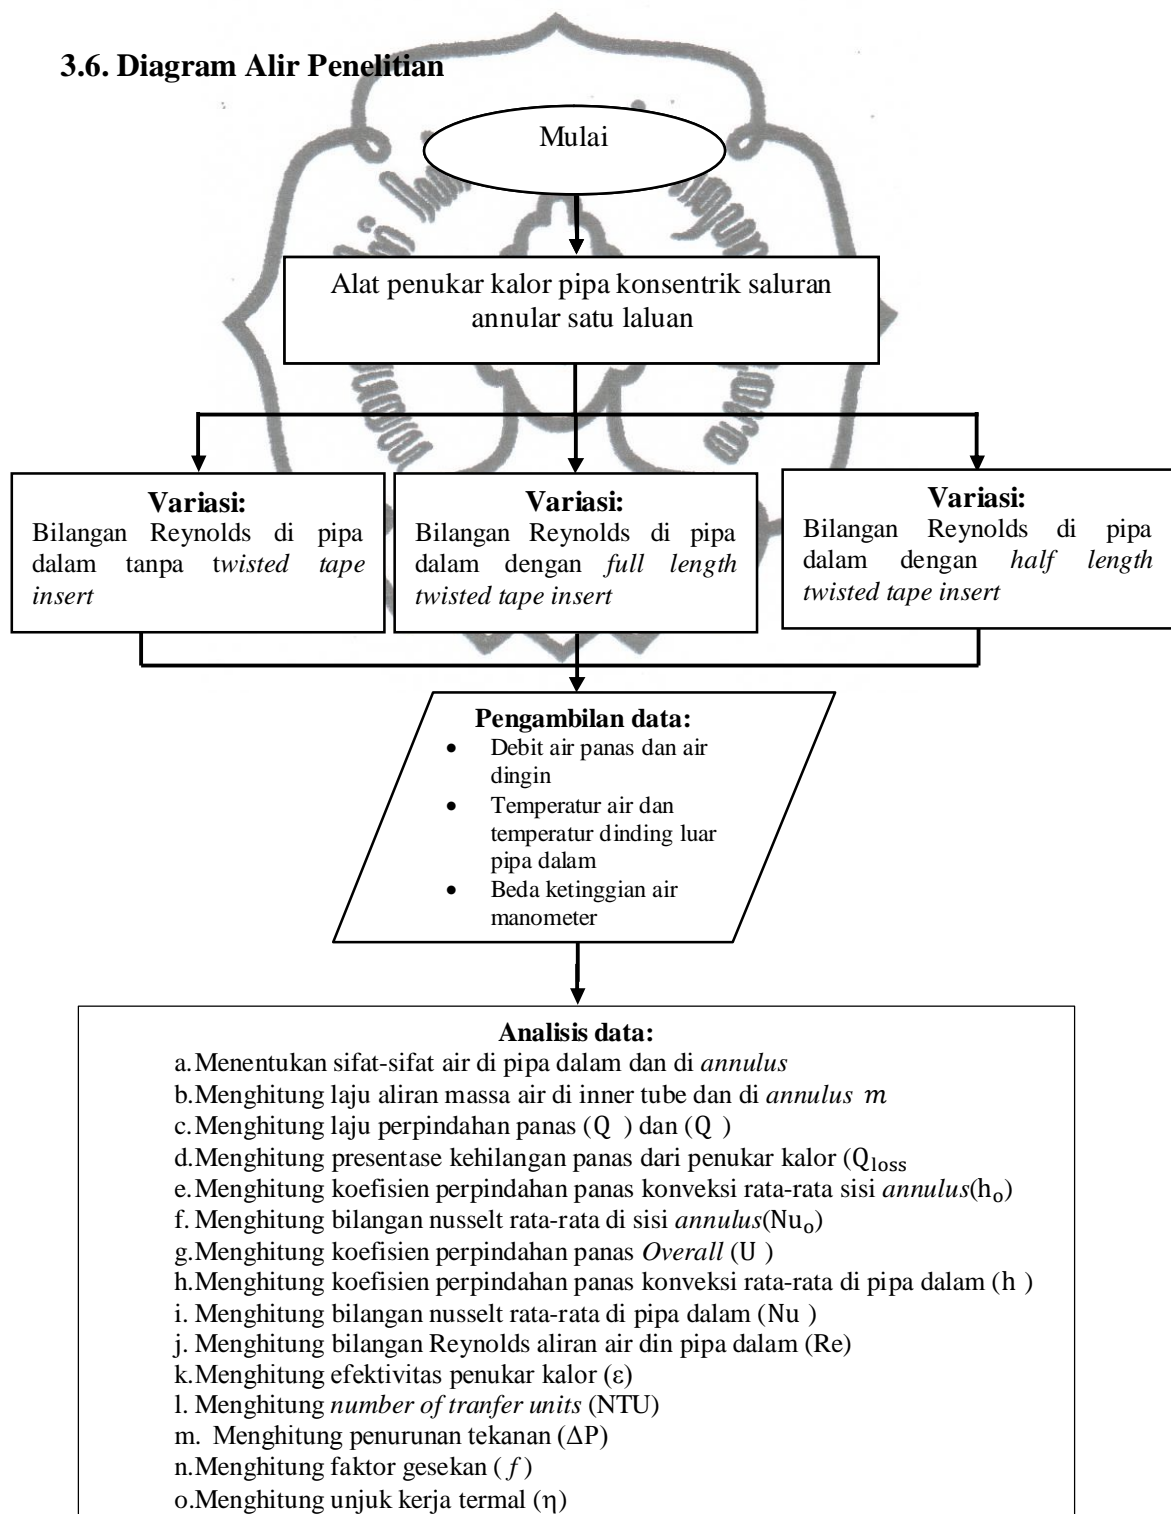 3.6. Diagram Alir Penelitian
Mulai
Alat penukar kalor pipa konsentrik saluran
annular satu laluan
Variasi:
Bilangan Reynolds di pipa
dalam tanpa twisted tape
insert
Variasi:
Bilangan Reynolds di pipa
dalam dengan full length
twisted tape insert
Variasi:
Bilangan Reynolds di pipa
dalam dengan half length
twisted tape insert
Pengambilan data:
• Debit air panas dan air
dingin
• Temperatur air dan
temperatur dinding luar
pipa dalam
• Beda ketinggian air
manometer
Analisis data:
a.Menentukan sifat-sifat air di pipa dalam dan di annulus
b.Menghitung laju aliran massa air di inner tube dan di annulus m
c.Menghitung laju perpindahan panas (Q ) dan (Q )
d.Menghitung presentase kehilangan panas dari penukar kalor (Qloss
e.Menghitung koefisien perpindahan panas konveksi rata-rata sisi annulus(ho)
f. Menghitung bilangan nusselt rata-rata di sisi annulus(Nuo)
g.Menghitung koefisien perpindahan panas Overall (U )
h.Menghitung koefisien perpindahan panas konveksi rata-rata di pipa dalam (h )
i. Menghitung bilangan nusselt rata-rata di pipa dalam (Nu )
j. Menghitung bilangan Reynolds aliran air din pipa dalam (Re)
k.Menghitung efektivitas penukar kalor (ε)
l. Menghitung number of tranfer units (NTU)
m. Menghitung penurunan tekanan (ΔP)
n.Menghitung faktor gesekan ( f )
o.Menghitung unjuk kerja termal (η)